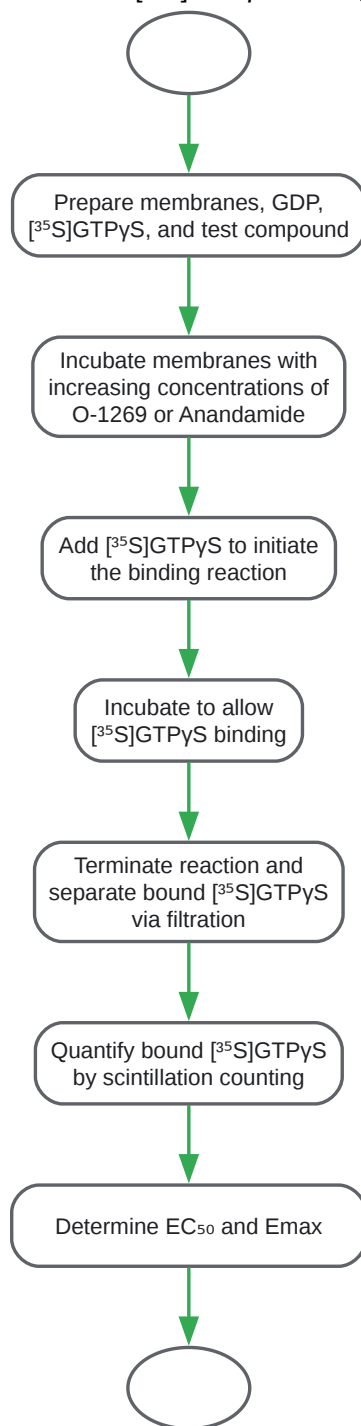 Prepare membranes, GDP,
[³⁵S]GTPγS, and test compound
Incubate membranes with
increasing concentrations of
O-1269 or Anandamide
Add [³⁵S]GTPγS to initiate
the binding reaction
Incubate to allow
[³⁵S]GTPγS binding
Terminate reaction and
separate bound [³⁵S]GTPγS
via filtration
Quantify bound [³⁵S]GTPγS
by scintillation counting
Determine EC₅₀ and Emax